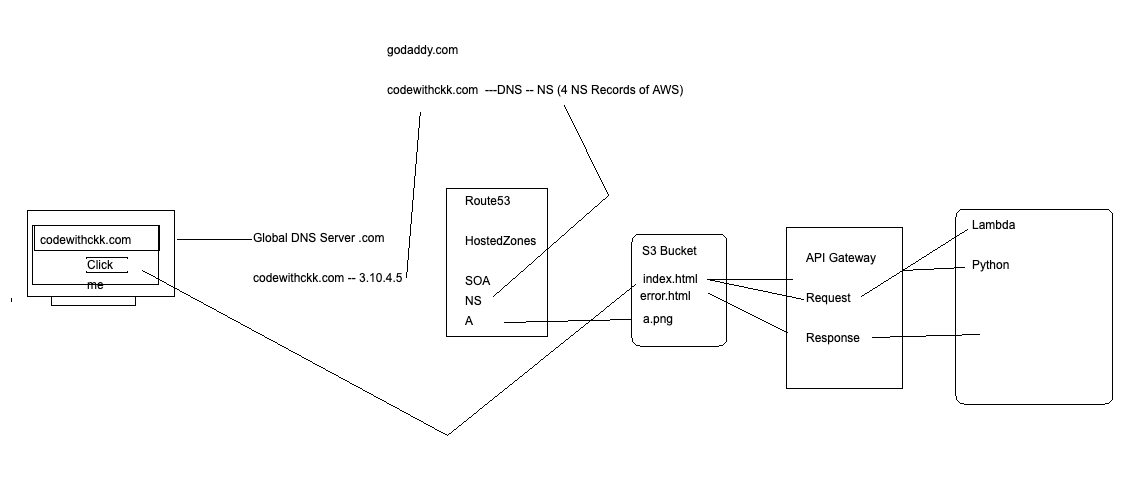 godaddy.com
codewithckk.com ---DNS -- NS (4 NS Records of AWS)
codewithckk.com
Click
me
Global DNS Server .com
codewithckk.com -- 3.10.4.5
Route53
HostedZones
SOA
NS
A
S3 Bucket
index.html
error.html
a.png
API Gateway
Request
Response
Lambda
Python